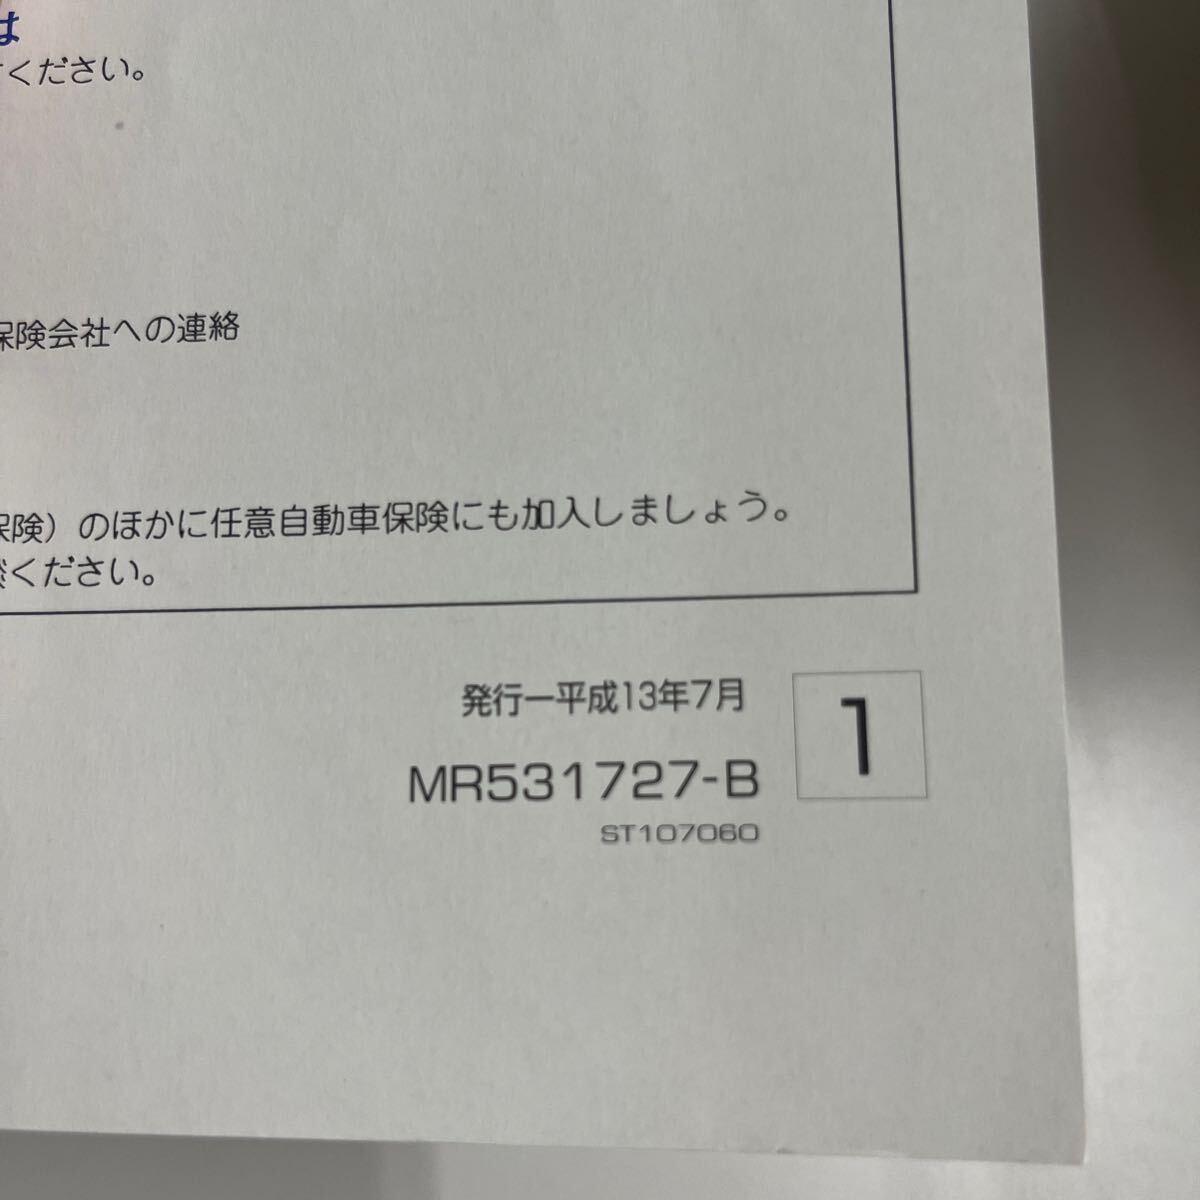 は
ください。
保険会社への連絡
保険）のほかに任意自動車保険にも加入しましょう。
ください。
発行ー平成13年7月
1
MR531727-B
ST107060